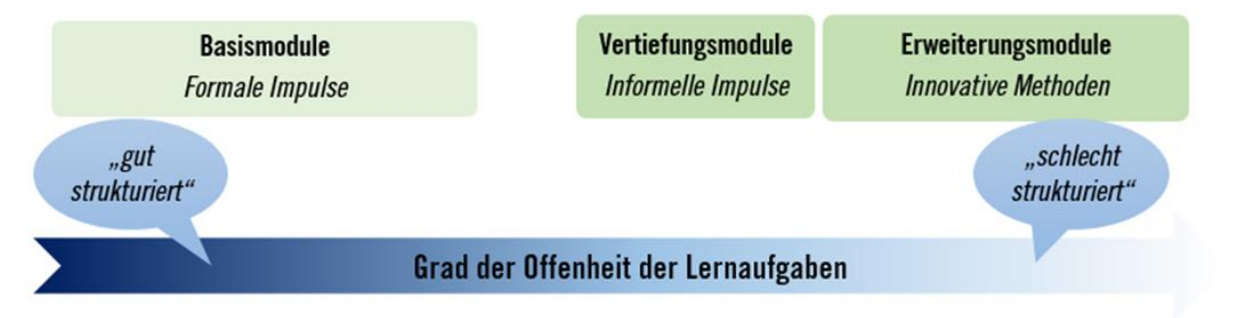 Basismodule
Formale Impulse
Vertiefungsmodule
Informelle Impulse
Erweiterungsmodule
Innovative Methoden
„gut
strukturiert“
„schlecht
strukturiert“
Grad der Offenheit der Lernaufgaben